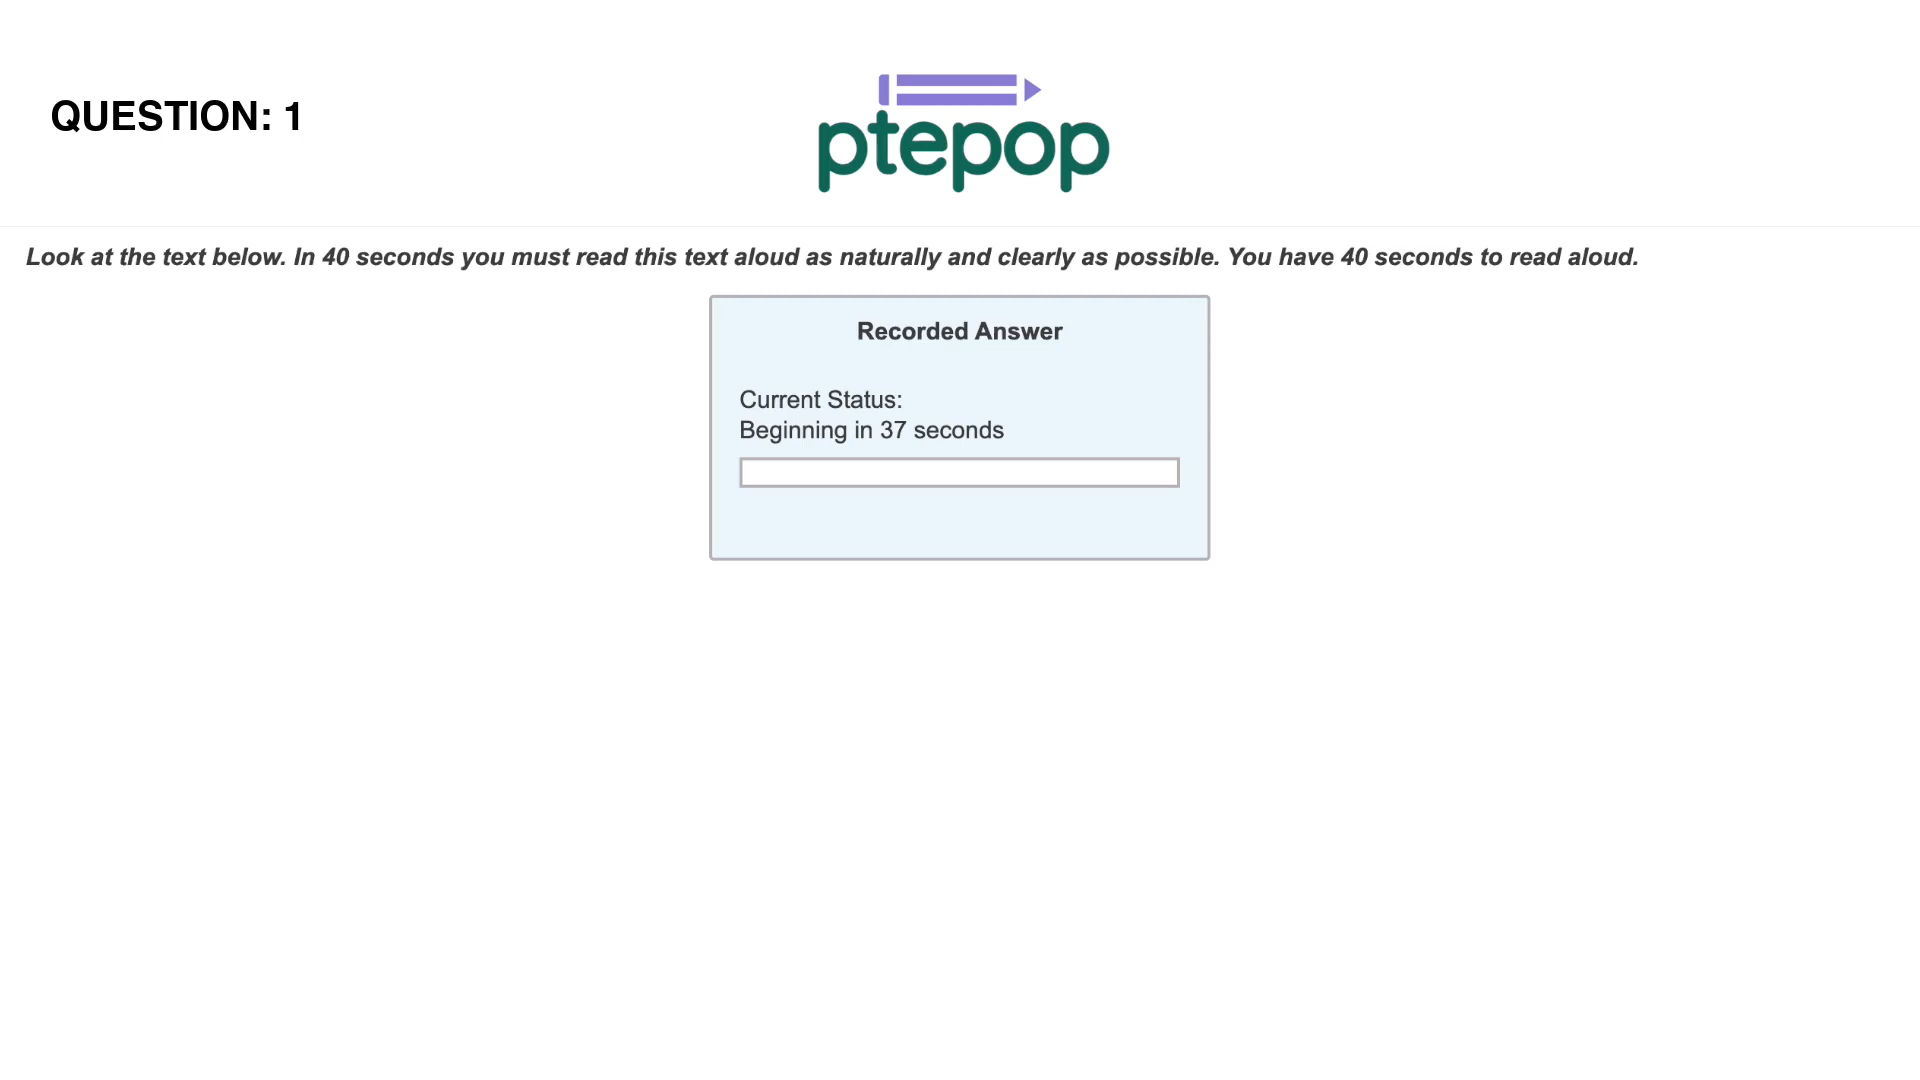 QUESTION: 1
ptepop
Look at the text below. In 40 seconds you must read this text aloud as naturally and clearly as possible. You have 40 seconds to read aloud.
Recorded Answer
Current Status:
Beginning in 37 seconds